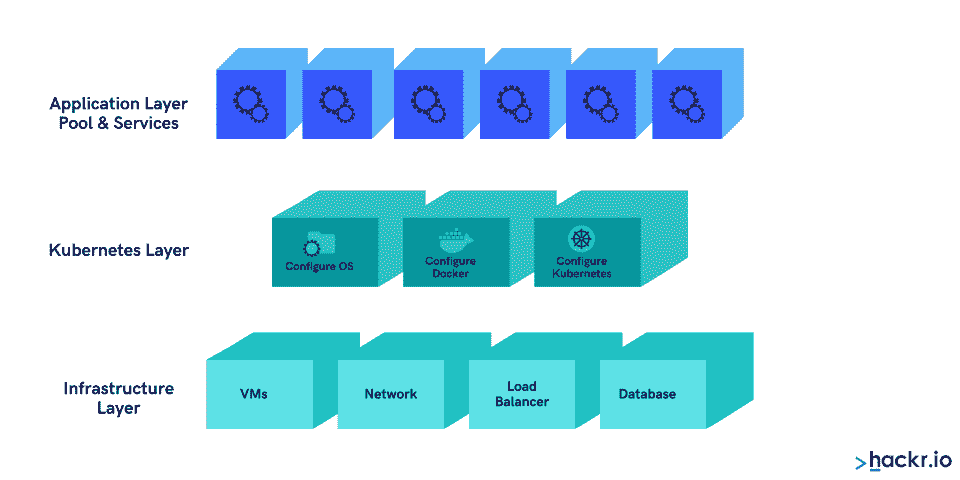 Application Layer
Pool & Services
Kubernetes Layer
Configure OS
Configure
Docker
Configure
Kubernetes
Infrastructure
Layer
VMs
Network
Load
Balancer
Database
>hackr.io